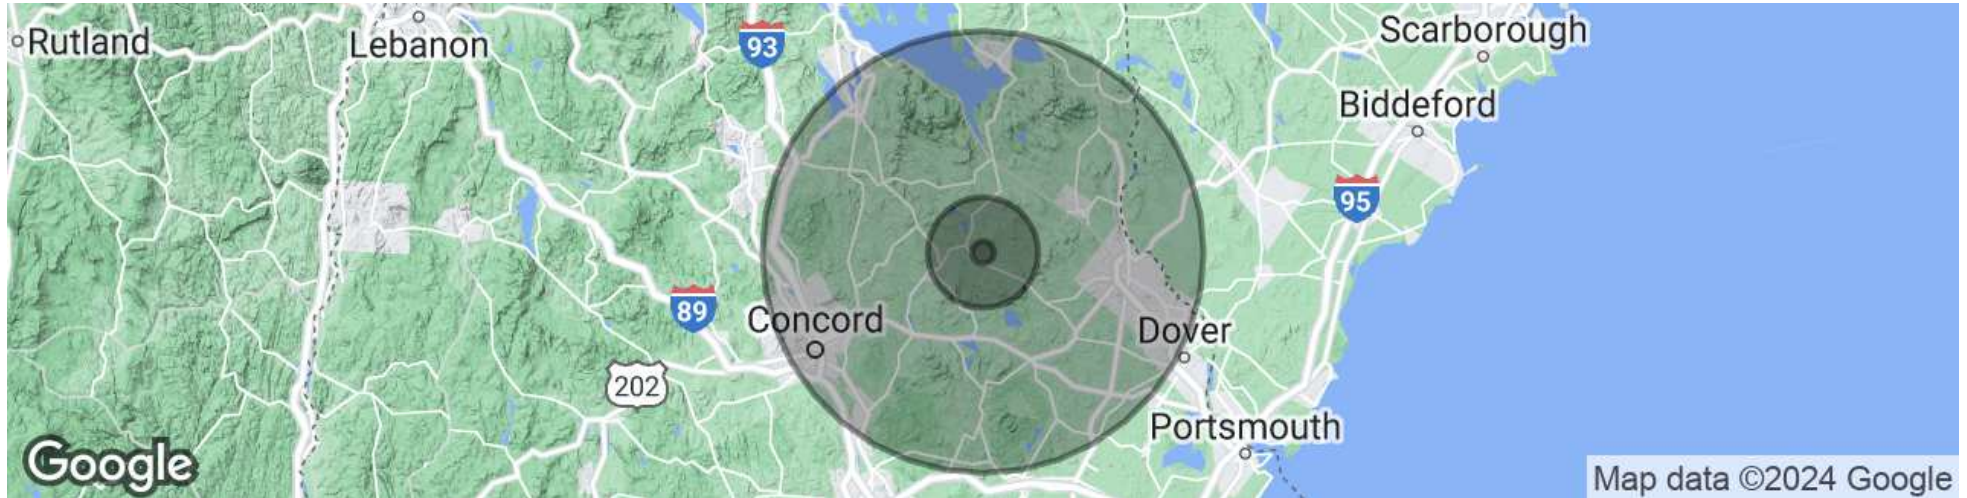 Rutland
Lebanon
93
Scarborough
Biddeford
95
89
Concord
Dover
202
Portsmouth
Google
Map data ©2024 Google